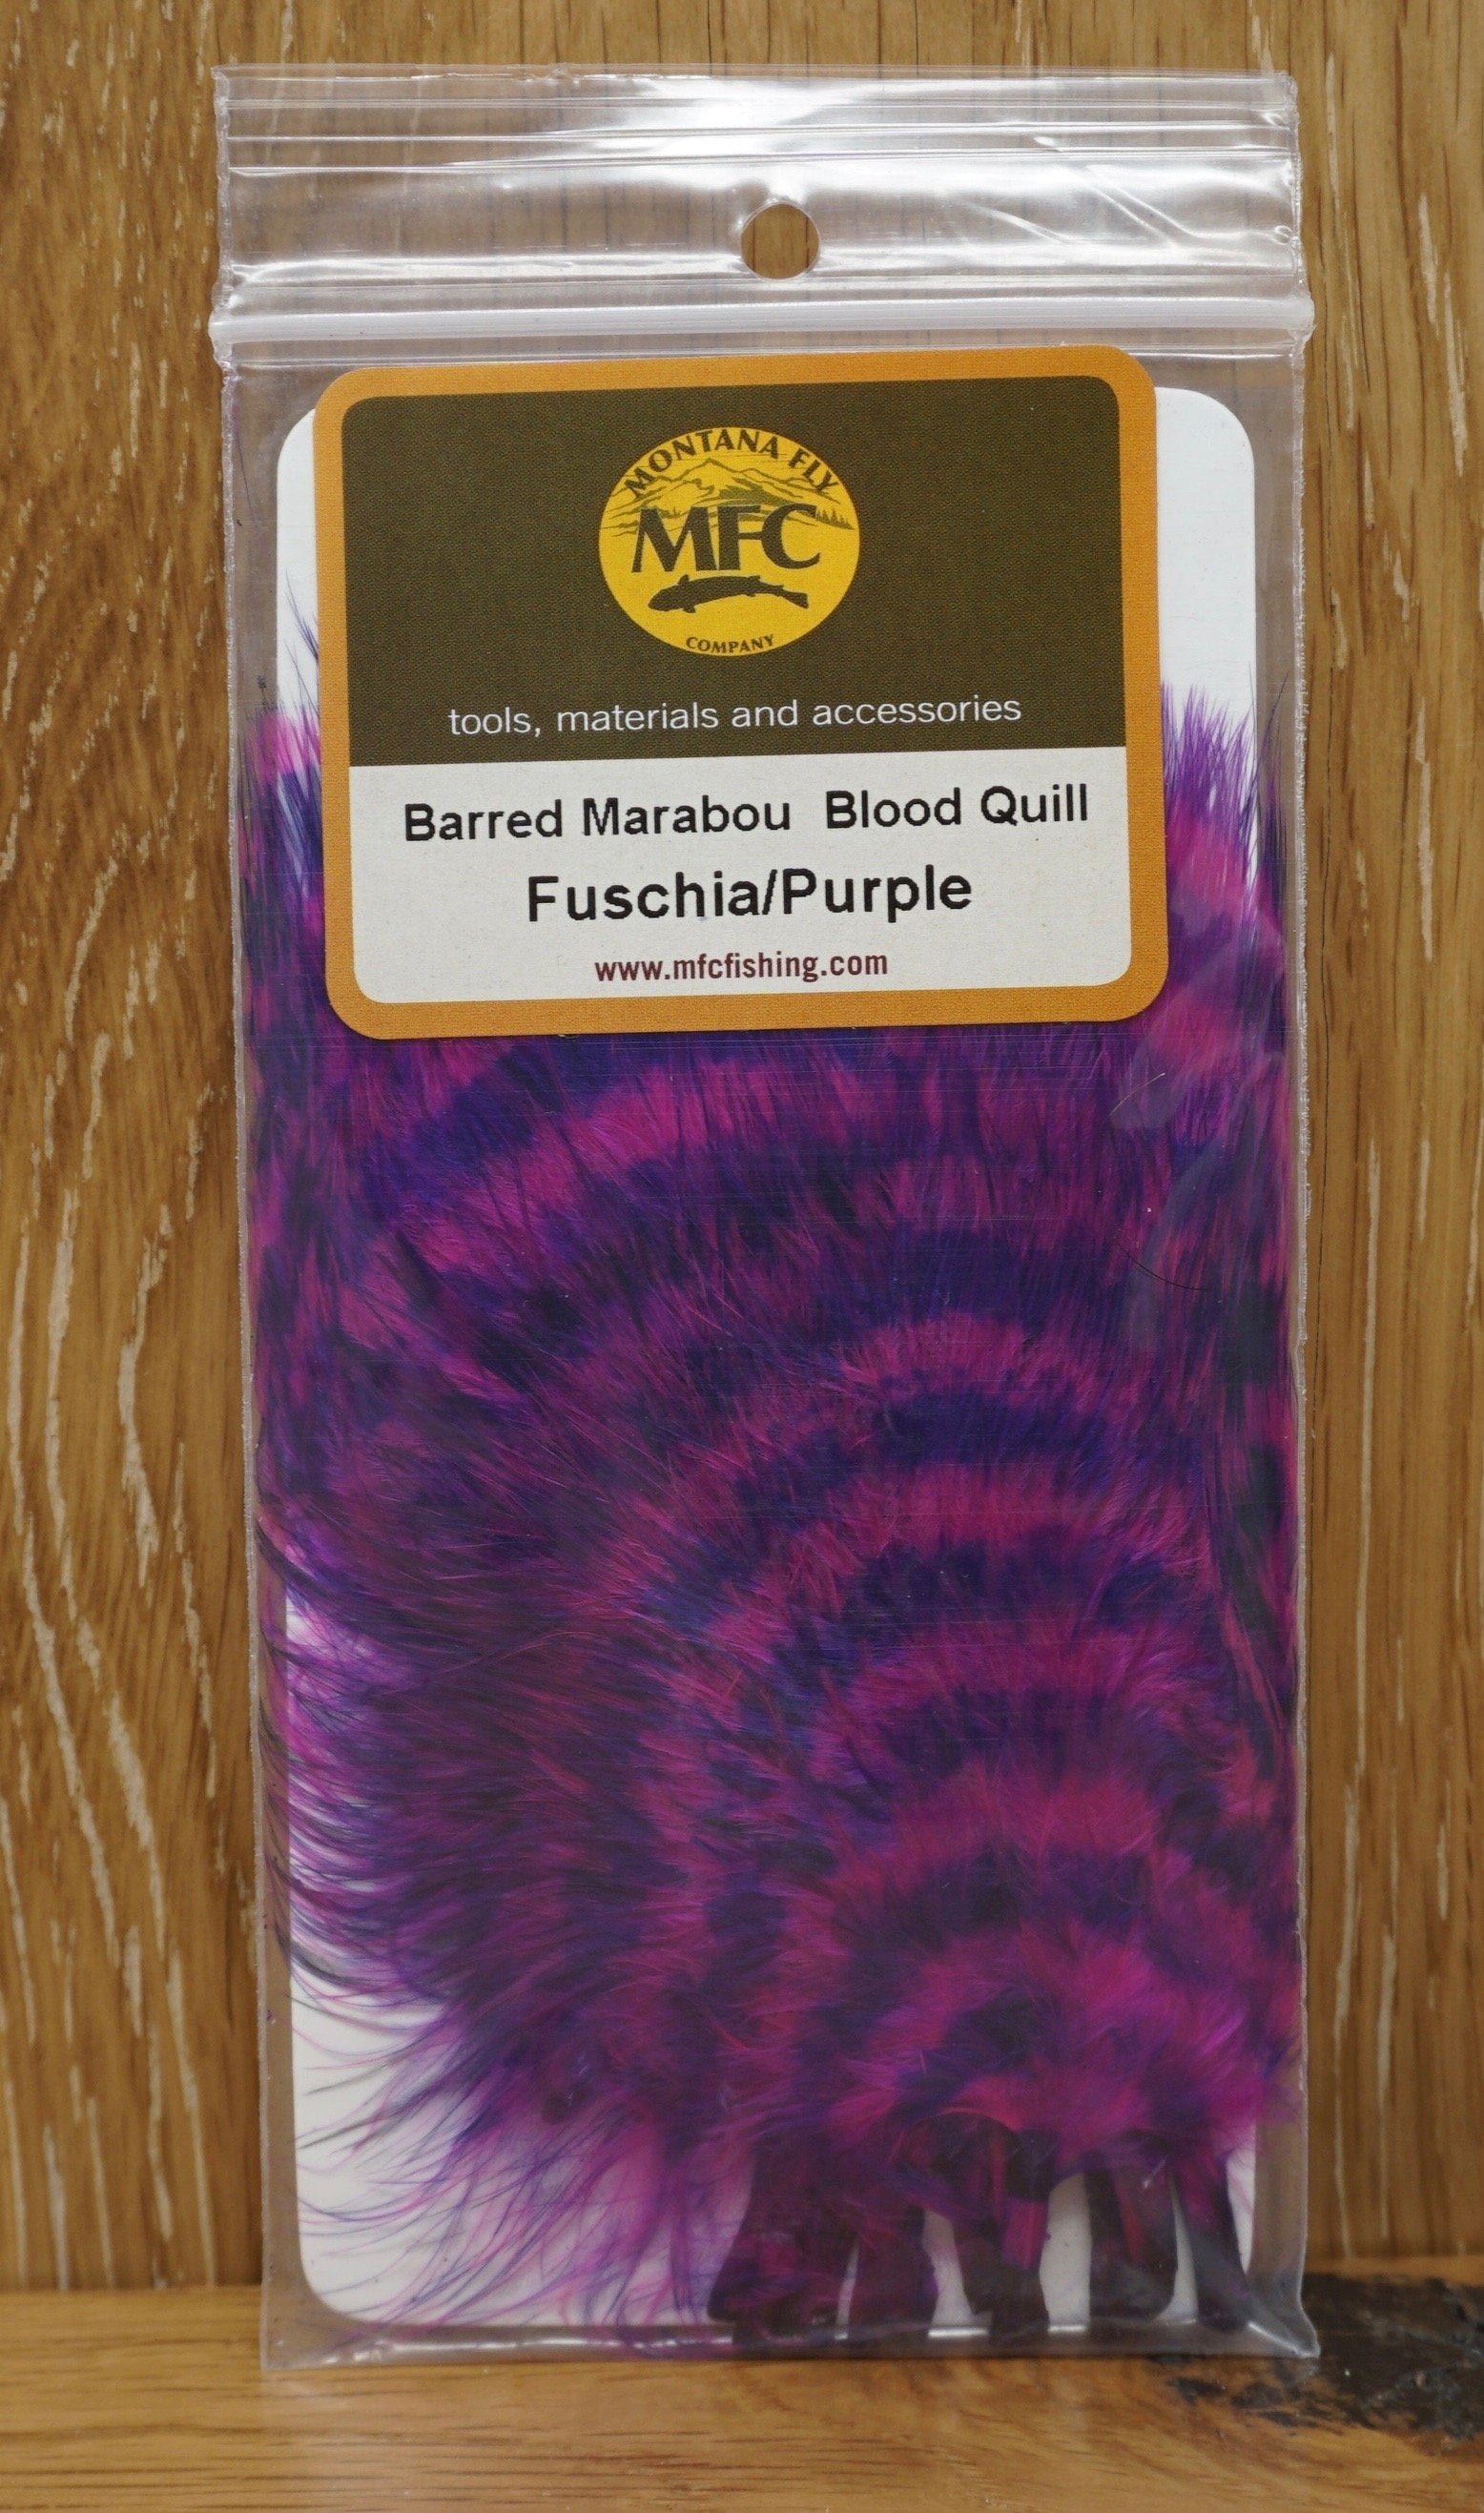 MONTANA FLY
MFC
COMPANY
tools, materials and accessories
Barred Marabou Blood Quill
Fuschia/Purple
www.mfcfishing.com